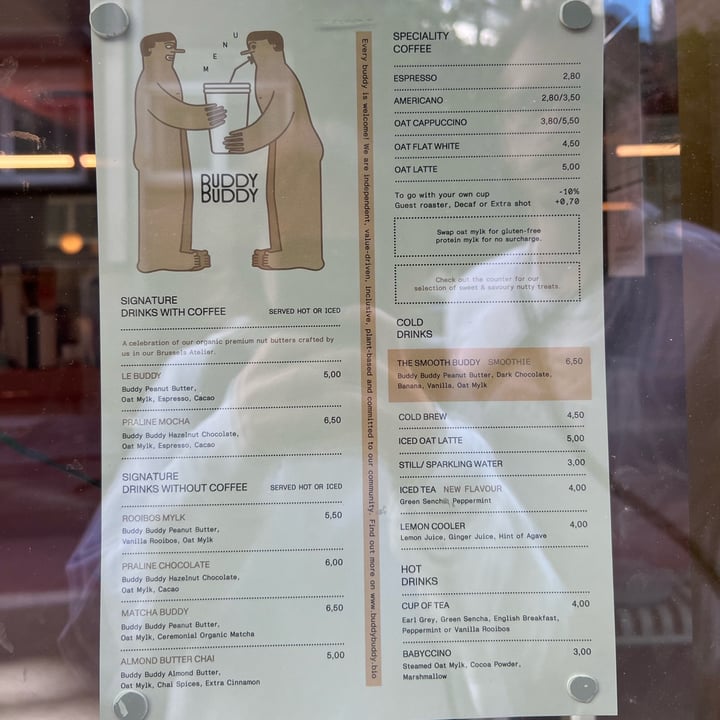 MENU
BUDDY
BUDDY
SIGNATURE
DRINKS WITH COFFEE SERVED HOT OR ICED
A celebration of our organic premium nut butters crafted by
us in our Brussels Atelier.
LE BUDDY 5,00
Buddy Peanut Butter,
Oat Mylk, Espresso, Cacao
PRALINE MOCHA 6,50
Buddy Buddy Hazelnut Chocolate,
Oat Mylk, Espresso, Cacao
SIGNATURE
DRINKS WITHOUT COFFEE SERVED HOT OR ICED
ROOIBOS MYLK 5,50
Buddy Buddy Peanut Butter,
Vanilla Rooibos, Oat Mylk
PRALINE CHOCOLATE 6,00
Buddy Buddy Hazelnut Chocolate,
Oat Mylk, Cacao
MATCHA BUDDY 6,50
Buddy Buddy Peanut Butter,
Oat Mylk, Ceremonial Organic Matcha
ALMOND BUTTER CHAI 5,00
Buddy Buddy Almond Butter,
Oat Mylk, Chai Spices, Extra Cinnamon
Every buddy is welcome! We are independent, value-driven, inclusive, plant-based and committed to our community. Find out more on www.buddybuddy.bio
SPECIALITY
COFFEE
ESPRESSO 2,80
AMERICANO 2,80/3,50
OAT CAPPUCCINO 3,80/5,50
OAT FLAT WHITE 4,50
OAT LATTE 5,00
To go with your own cup -10%
Guest roaster, Decaf or Extra shot +0,70
Swap oat mylk for gluten-free
protein mylk for no surcharge.
Check out the counter for our
selection of sweet & savoury nutty treats.
COLD
DRINKS
THE SMOOTH BUDDY SMOOTHIE 6,50
Buddy Buddy Peanut Butter, Dark Chocolate,
Banana, Vanilla, Oat Mylk
COLD BREW 4,50
ICED OAT LATTE 5,00
STILL/ SPARKLING WATER 3,00
ICED TEA NEW FLAVOUR 4,00
Green Sencha, Peppermint
LEMON COOLER 4,00
Lemon Juice, Ginger Juice, Hint of Agave
HOT
DRINKS
CUP OF TEA 4,00
Earl Grey, Green Sencha, English Breakfast,
Peppermint or Vanilla Rooibos
BABYCCINO 3,00
Steamed Oat Mylk, Cocoa Powder,
Marshmallow